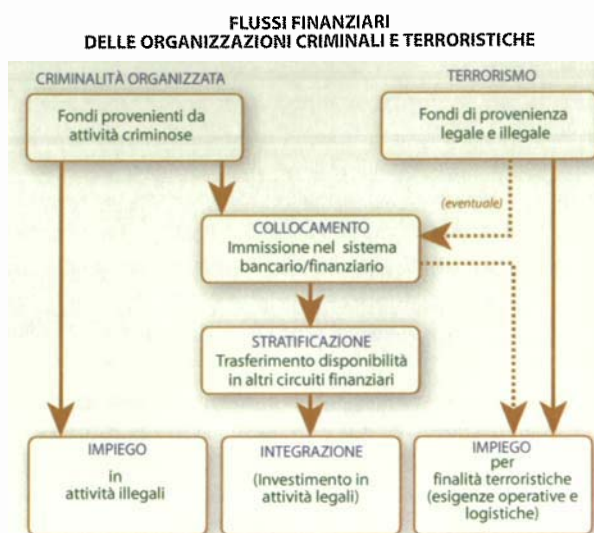 FLUSSI FINANZIARI
DELLE ORGANIZZAZIONI CRIMINALI E TERRORISTICHE
CRIMINALITÀ ORGANIZZATA
TERRORISMO
Fondi provenienti da
attività criminose
Fondi di provenienza
legale e illegale
(eventuale)
COLLOCAMENTO
Immissione nel sistema
bancario/finanziario
STRATIFICAZIONE
Trasferimento disponibilità
in altri circuiti finanziari
IMPIEGO
in
attività illegali
INTEGRAZIONE
(Investimento in
attività legali)
IMPIEGO
per
finalità terroristiche
(esigenze operative e
logistiche)